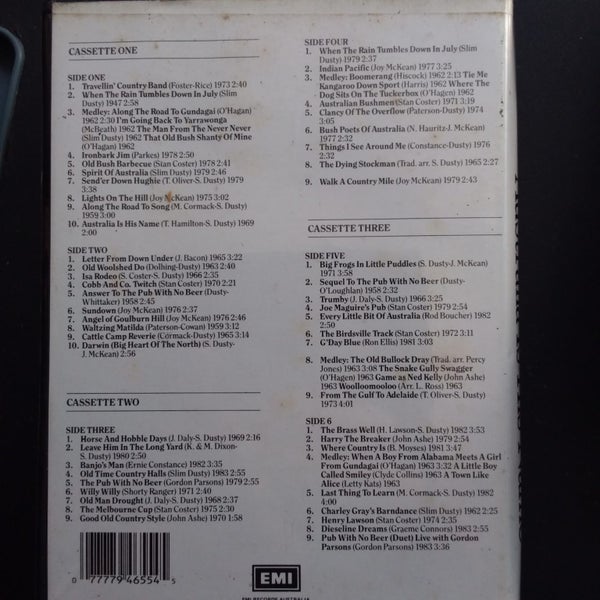 CASSETTE ONE
SIDE ONE
1. Travellin' Country Band (Foster-Rice) 1973 2:40
2. When The Rain Tumbles Down In July (Slim
Dusty) 1947 2:58
3. Medley: Along The Road To Gundagai (O'Hagan)
1962 2:30 I'm Going Back To Yarrawonga
(McBeath) 1962 The Man From The Never Never
(Slim Dusty) 1962 That Old Bush Shanty Of Mine
(O'Hagan) 1962
4. Ironbark Jim (Parkes) 1978 2:50
5. Old Bush Barbecue (Stan Coster) 1978 2:41
6. Spirit Of Australia (Slim Dusty) 1979 2:46
7. Send'er Down Hughie (T. Oliver-S. Dusty) 1979
3:38
8. Lights On The Hill (Joy McKean) 1975 3:02
9. Along The Road To Song (M. Cormack-S. Dusty)
1959 3:00
10. Australia Is His Name (T. Hamilton-S. Dusty) 1969
2:00
SIDE TWO
1. Letter From Down Under (J. Bacon) 1965 3:22
2. Old Woolshed Do (Dolhing-Dusty) 1963 2:40
3. Isa Rodeo (S. Coster-S. Dusty) 1966 2:35
4. Cobb And Co. Twitch (Stan Coster) 1970 2:21
5. Answer To The Pub With No Beer (Dusty-
Whittaker) 1958 2:45
6. Sundown (Joy McKean) 1976 2:37
7. Angel of Goulburn Hill (Joy McKean) 1976 2:46
8. Waltzing Matilda (Paterson-Cowan) 1959 3:12
9. Cattle Camp Reverie (Cormack-Dusty) 1965 3:14
10. Darwin (Big Heart Of The North) (S. Dusty-
J. McKean) 2:56
CASSETTE TWO
SIDE THREE
1. Horse And Hobble Days (J. Daly-S. Dusty) 1969 2:16
2. Leave Him In The Long Yard (K. & M. Dixon-
S. Dusty) 1980 2:50
3. Banjo's Man (Ernie Constance) 1982 3:35
4. Old Time Country Halls (Slim Dusty) 1983 2:55
5. The Pub With No Beer (Gordon Parsons) 1979 2:55
6. Willy Willy (Shorty Ranger) 1971 2:40
7. Old Man Drought (J. Daly-S. Dusty) 1968 2:37
8. The Melbourne Cup (Stan Coster) 1975 2:30
9. Good Old Country Style (John Ashe) 1970 1:58
0 77779 46554 5
SIDE FOUR
1. When The Rain Tumbles Down In July (Slim
Dusty) 1979 2:37
2. Indian Pacific (Joy McKean) 1977 3:25
3. Medley: Boomerang (Hiscock) 1962 2:13 Tie Me
Kangaroo Down Sport (Harris) 1962 Where The
Dog Sits On The Tuckerbox (O'Hagen) 1962
4. Australian Bushmen (Stan Coster) 1971 3:19
5. Clancy Of The Overflow (Paterson-Dusty) 1974
3:05
6. Bush Poets Of Australia (N. Hauritz-J. McKean)
1977 2:32
7. Things I See Around Me (Constance-Dusty) 1976
2:32
8. The Dying Stockman (Trad. arr S. Dusty) 1965 2:27
9. Walk A Country Mile (Joy McKean) 1979 2:43
CASSETTE THREE
SIDE FIVE
1. Big Frogs In Little Puddles (S. Dusty-J. McKean)
1971 3:58
2. Sequel To The Pub With No Beer (Dusty-
O'Loughlan) 1958 2:32
3. Trumby (J. Daly-S. Dusty) 1966 3:25
4. Joe Maguire's Pub (Stan Coster) 1979 2:54
5. Every Little Bit Of Australia (Rod Boucher) 1982
2:50
6. The Birdsville Track (Stan Coster) 1972 3:11
7. G'Day Blue (Ron Ellis) 1981 3:03
8. Medley: The Old Bullock Dray (Trad. arr. Percy
Jones) 1963 3:08 The Snake Gully Swagger
(O'Hagen) 1963 Game as Ned Kelly (John Ashe)
1963 Woolloomooloo (Arr. L. Ross) 1963
9. From The Gulf To Adelaide (T. Oliver-S. Dusty)
1973 4:01
SIDE 6
1. The Brass Well (H. Lawson-S. Dusty) 1982 3:53
2. Harry The Breaker (John Ashe) 1979 2:54
3. Where Country Is (B. Moyses) 1981 3:47
4. Medley: When A Boy From Alabama Meets A Girl
From Gundagai (O'Hagan) 1963 3:32 A Little Boy
Called Smiley (Clyde Collins) 1963 A Town Like
Alice (Letty Kats) 1963
5. Last Thing To Learn (M. Cormack-S. Dusty) 1982
4:00
6. Charley Gray's Barndance (Slim Dusty) 1962 2:25
7. Henry Lawson (Stan Coster) 1974 2:35
8. Dieseline Dreams (Graeme Connors) 1983 2:55
9. Pub With No Beer (Duet) Live with Gordon
Parsons (Gordon Parsons) 1983 3:36
EMI
EMI RECORDS AUSTRALIA